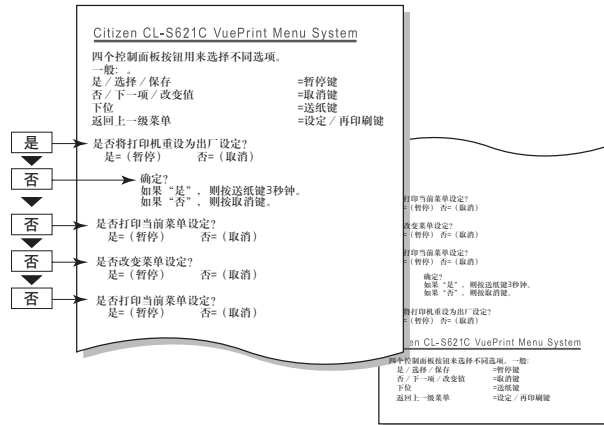 Citizen CL-S621C VuePrint Menu System
四个控制面板按钮用来选择不同选项。
一般：。
是／选择／保存 =暂停键
否／下一项／改变值 =取消键
下位 =送纸键
返回上一级菜单 =设定／再印刷键
是
是否将打印机重设为出厂设定？
是=（暂停） 否=（取消）
否
确定？
如果“是”，则按送纸键3秒钟。
如果“否”，则按取消键。
否
是否打印当前菜单设定？
是=（暂停） 否=（取消）
否
是否改变菜单设定？
是=（暂停） 否=（取消）
否
是否打印当前菜单设定？
是=（暂停） 否=（取消）
打印当前菜单设定？
=（暂停） 否=（取消）
改变菜单设定？
=（暂停） 否=（取消）
打印当前菜单设定？
=（暂停） 否=（取消）
确定？
如果“是”，则按送纸键3秒钟。
如果“否”，则按取消键。
将打印机重设为出厂设定？
=（暂停） 否=（取消）
en CL-S621C VuePrint Menu System
四个控制面板按钮用来选择不同选项。一般：
是／选择／保存 =暂停键
否／下一项／改变值 =取消键
下位 =送纸键
返回上一级菜单 =设定／再印刷键